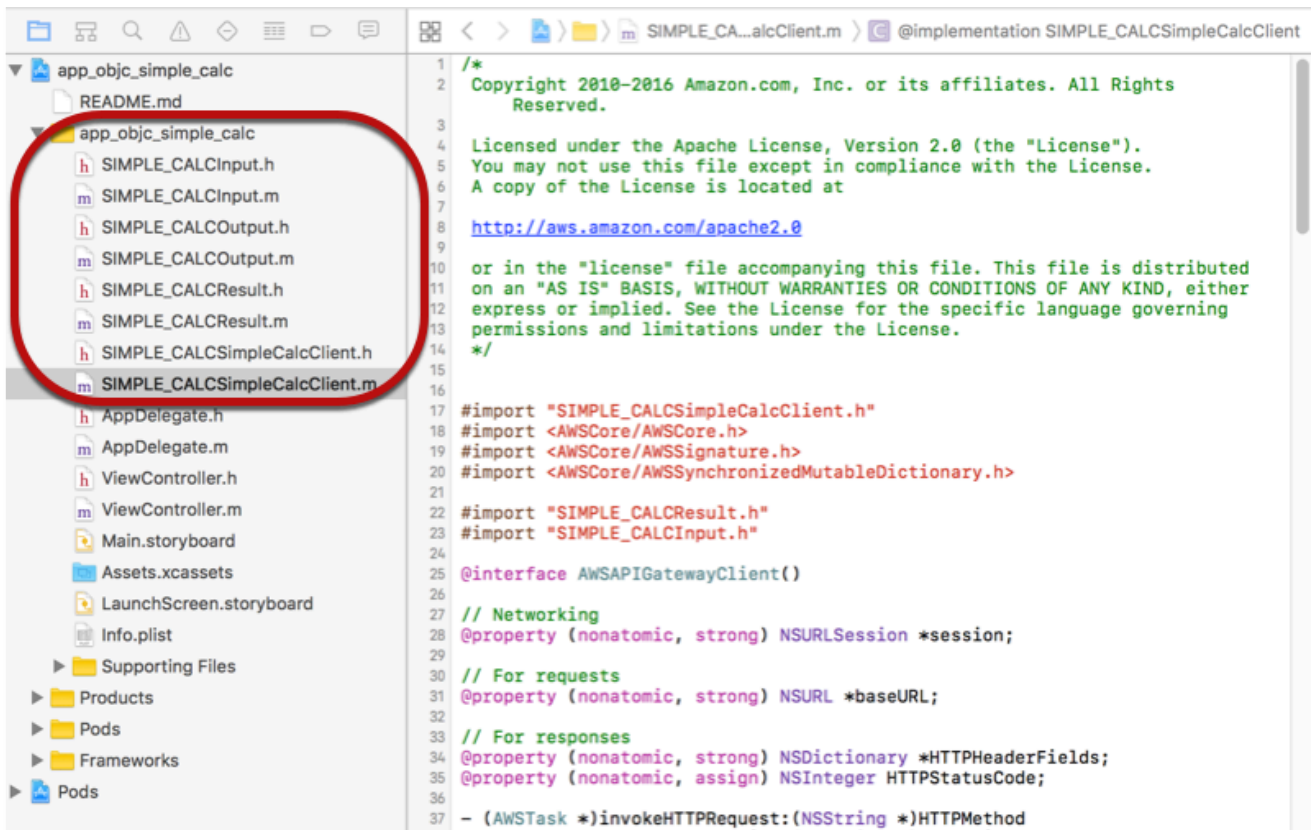 SIMPLE_CA...alcClient.m
@implementation SIMPLE_CALCSimpleCalcClient
app_objc_simple_calc
README.md
app_objc_simple_calc
h SIMPLE_CALCInput.h
m SIMPLE_CALCInput.m
h SIMPLE_CALCOutput.h
m SIMPLE_CALCOutput.m
h SIMPLE_CALCResult.h
m SIMPLE_CALCResult.m
h SIMPLE_CALCSimpleCalcClient.h
m SIMPLE_CALCSimpleCalcClient.m
h AppDelegate.h
m AppDelegate.m
h ViewController.h
m ViewController.m
Main.storyboard
Assets.xcassets
LaunchScreen.storyboard
Info.plist
Supporting Files
Products
Pods
Frameworks
Pods
1 /*
2 Copyright 2010-2016 Amazon.com, Inc. or its affiliates. All Rights
Reserved.
3
4 Licensed under the Apache License, Version 2.0 (the "License").
5 You may not use this file except in compliance with the License.
6 A copy of the License is located at
7
8 http://aws.amazon.com/apache2.0
9
10 or in the "license" file accompanying this file. This file is distributed
11 on an "AS IS" BASIS, WITHOUT WARRANTIES OR CONDITIONS OF ANY KIND, either
12 express or implied. See the License for the specific language governing
13 permissions and limitations under the License.
14 */
15
16
17 #import "SIMPLE_CALCSimpleCalcClient.h"
18 #import <AWSCore/AWSCore.h>
19 #import <AWSCore/AWSSignature.h>
20 #import <AWSCore/AWSSynchronizedMutableDictionary.h>
21
22 #import "SIMPLE_CALCResult.h"
23 #import "SIMPLE_CALCInput.h"
24
25 @interface AWSAPIGatewayClient()
26
27 // Networking
28 @property (nonatomic, strong) NSURLSession *session;
29
30 // For requests
31 @property (nonatomic, strong) NSURL *baseURL;
32
33 // For responses
34 @property (nonatomic, strong) NSDictionary *HTTPHeaderFields;
35 @property (nonatomic, assign) NSInteger HTTPStatusCode;
36
37 - (AWSTask *)invokeHTTPRequest:(NSString *)HTTPMethod